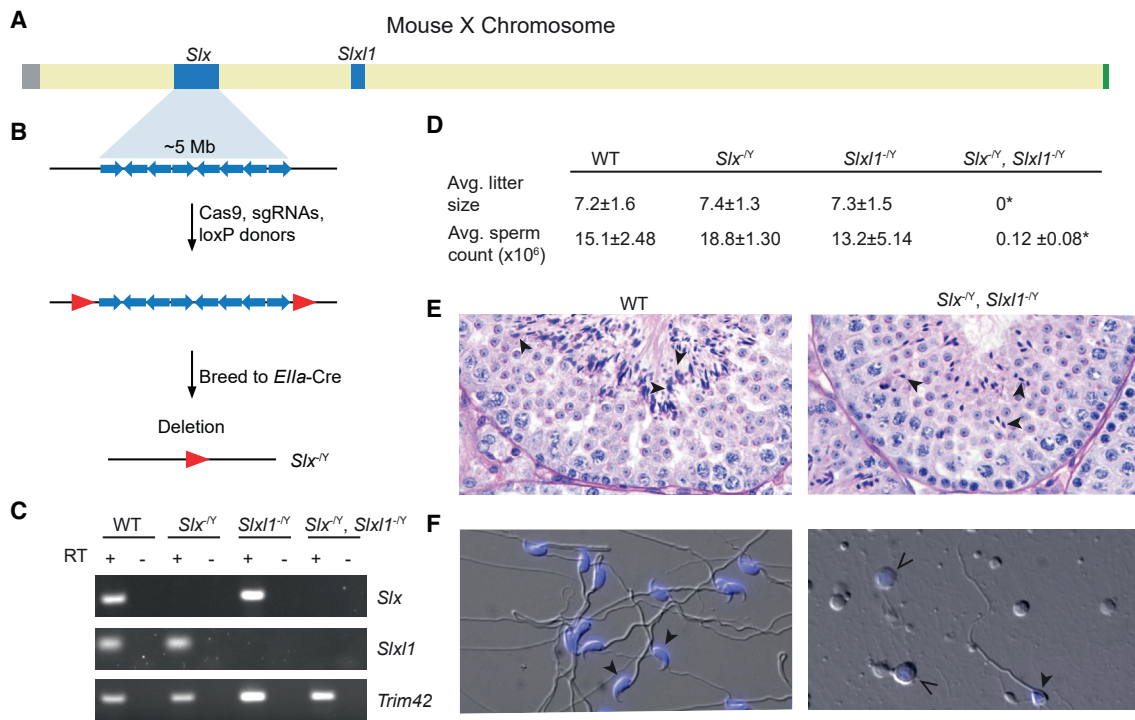 A
Mouse X Chromosome
Slx
Slxl1
B
~5 Mb
Cas9, sgRNAs,
loxP donors
Breed to EIIa-Cre
Deletion
Slx-/Y
C
WT Slx-/Y Slxl1-/Y Slx-/Y, Slxl1-/Y
RT + - + - + - + -
Slx
Slxl1
Trim42
D
WT Slx-/Y Slxl1-/Y Slx-/Y, Slxl1-/Y
Avg. litter
size 7.2±1.6 7.4±1.3 7.3±1.5 0*
Avg. sperm
count (x10⁶) 15.1±2.48 18.8±1.30 13.2±5.14 0.12 ±0.08*
E
WT
Slx-/Y, Slxl1-/Y
F